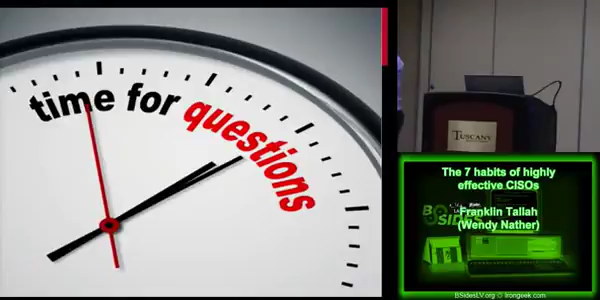 time for questions
TUSCANY
The 7 habits of highly
effective CISOs
Franklin Tallah
(Wendy Nather)
BSIDES
BSidesLV.org
Irongeek.com